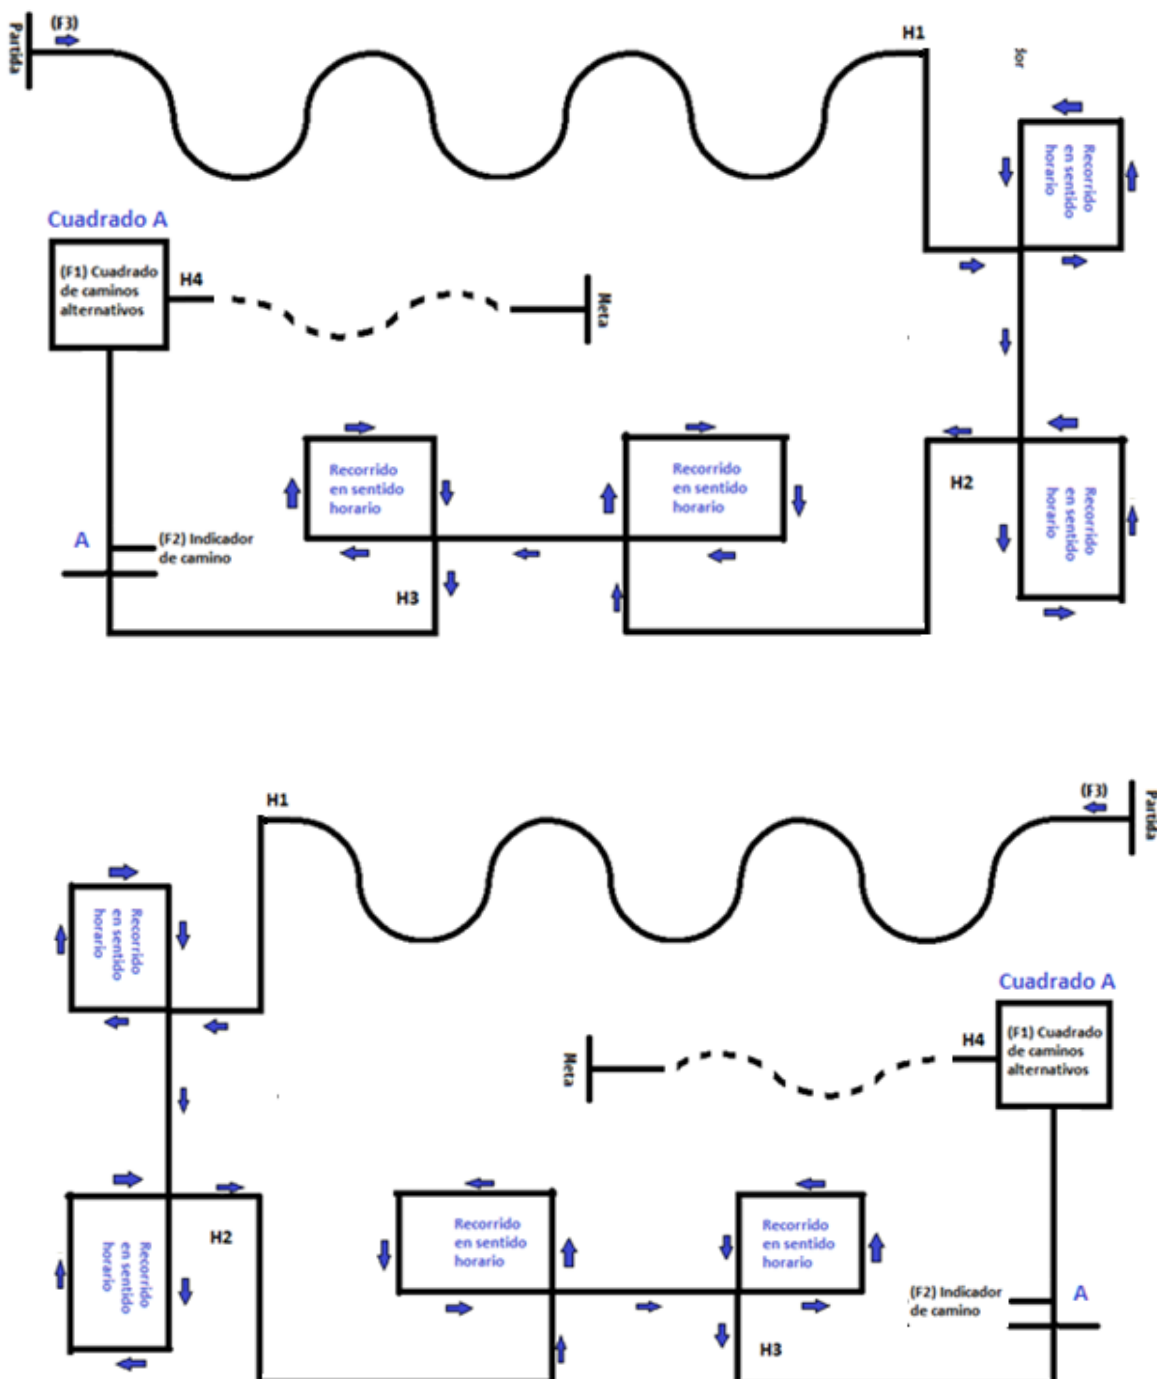 Partida
(F3)
H1
Sor
Recorrido
en sentido
horario
Cuadrado A
(F1) Cuadrado
de caminos
alternativos
H4
Meta
Recorrido
en sentido
horario
Recorrido
en sentido
horario
H2
Recorrido
en sentido
horario
A
(F2) Indicador
de camino
H3
H1
(F3)
Partida
Recorrido
en sentido
horario
Cuadrado A
(F1) Cuadrado
de caminos
alternativos
H4
Meta
Recorrido
en sentido
horario
H2
Recorrido
en sentido
horario
Recorrido
en sentido
horario
(F2) Indicador
de camino
A
H3